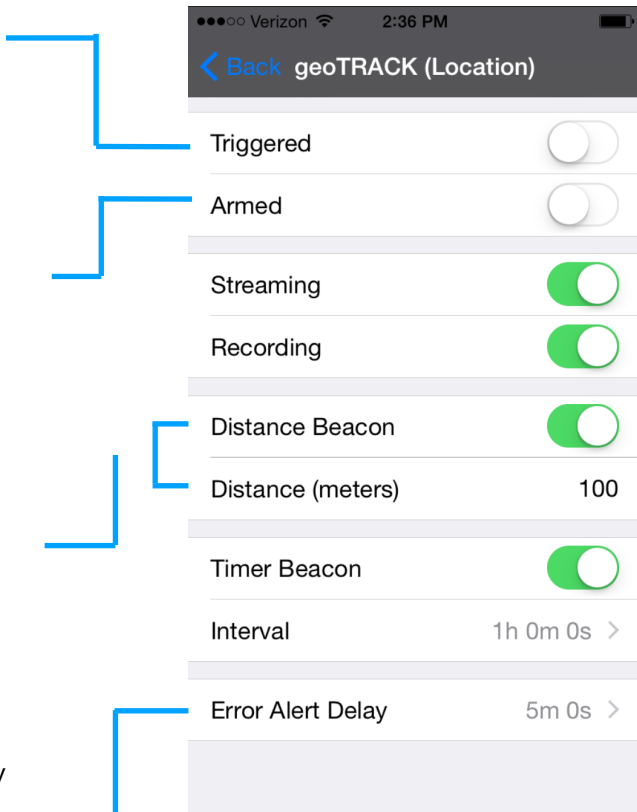 Verizon 2:36 PM
Back geoTRACK (Location)
Triggered
Armed
Streaming
Recording
Distance Beacon
Distance (meters) 100
Timer Beacon
Interval 1h 0m 0s >
Error Alert Delay 5m 0s >